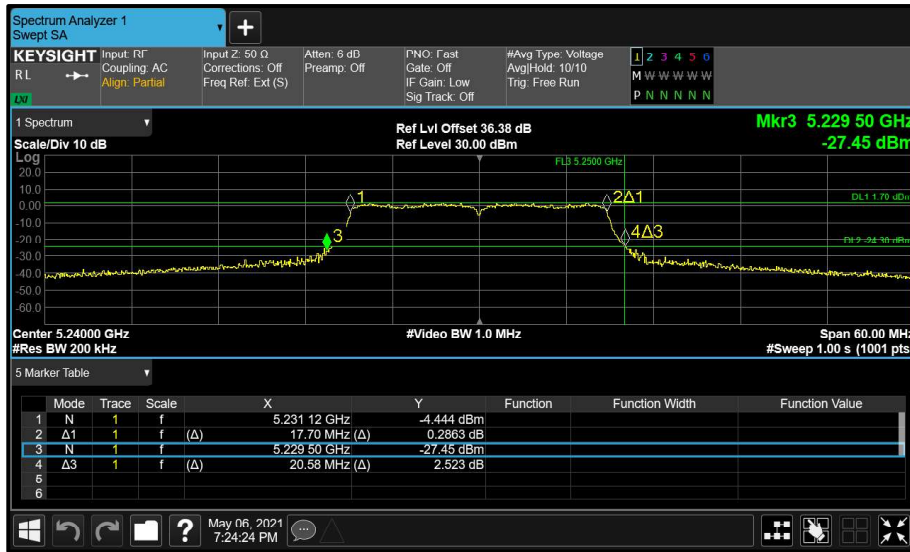 Spectrum Analyzer 1
Swept SA
+
KEYSIGHT
R L
LXI
Input: RF
Coupling: AC
Align: Partial
Input Z: 50 Ω
Corrections: Off
Freq Ref: Ext (S)
Atten: 6 dB
Preamp: Off
PNO: Fast
Gate: Off
IF Gain: Low
Sig Track: Off
#Avg Type: Voltage
Avg|Hold: 10/10
Trig: Free Run
1 2 3 4 5 6
M W W W W W
P N N N N N
1 Spectrum
Scale/Div 10 dB
Ref Lvl Offset 36.38 dB
Ref Level 30.00 dBm
Mkr3 5.229 50 GHz
-27.45 dBm
Log
FL3 5.2500 GHz
20.0
10.0
0.00
-10.0
-20.0
-30.0
-40.0
-50.0
-60.0
1
2Δ1
3
4Δ3
DL1 1.70 dBm
DL2 -24.30 dBm
Center 5.24000 GHz
#Res BW 200 kHz
#Video BW 1.0 MHz
Span 60.00 MHz
#Sweep 1.00 s (1001 pts
5 Marker Table
Mode Trace Scale X Y Function Function Width Function Value
1 N 1 f 5.231 12 GHz -4.444 dBm
2 Δ1 1 f (Δ) 17.70 MHz (Δ) 0.2863 dB
3 N 1 f 5.229 50 GHz -27.45 dBm
4 Δ3 1 f (Δ) 20.58 MHz (Δ) 2.523 dB
5
6
?
May 06, 2021
7:24:24 PM